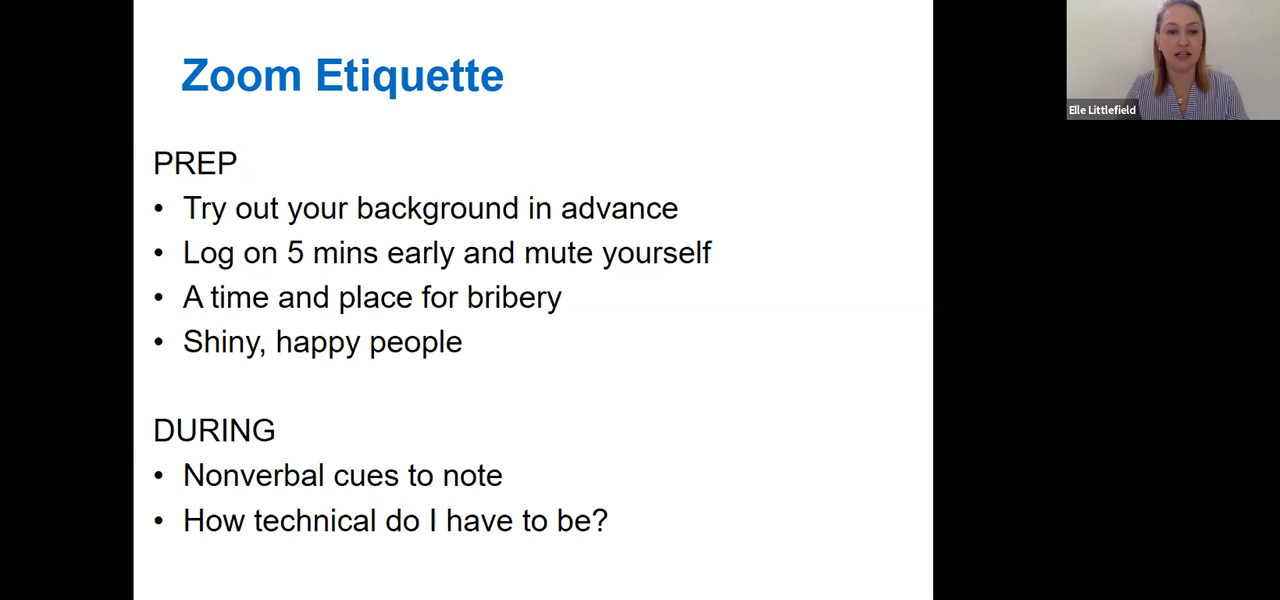 Zoom Etiquette
Elle Littlefield
PREP
• Try out your background in advance
• Log on 5 mins early and mute yourself
• A time and place for bribery
• Shiny, happy people
DURING
• Nonverbal cues to note
• How technical do I have to be?